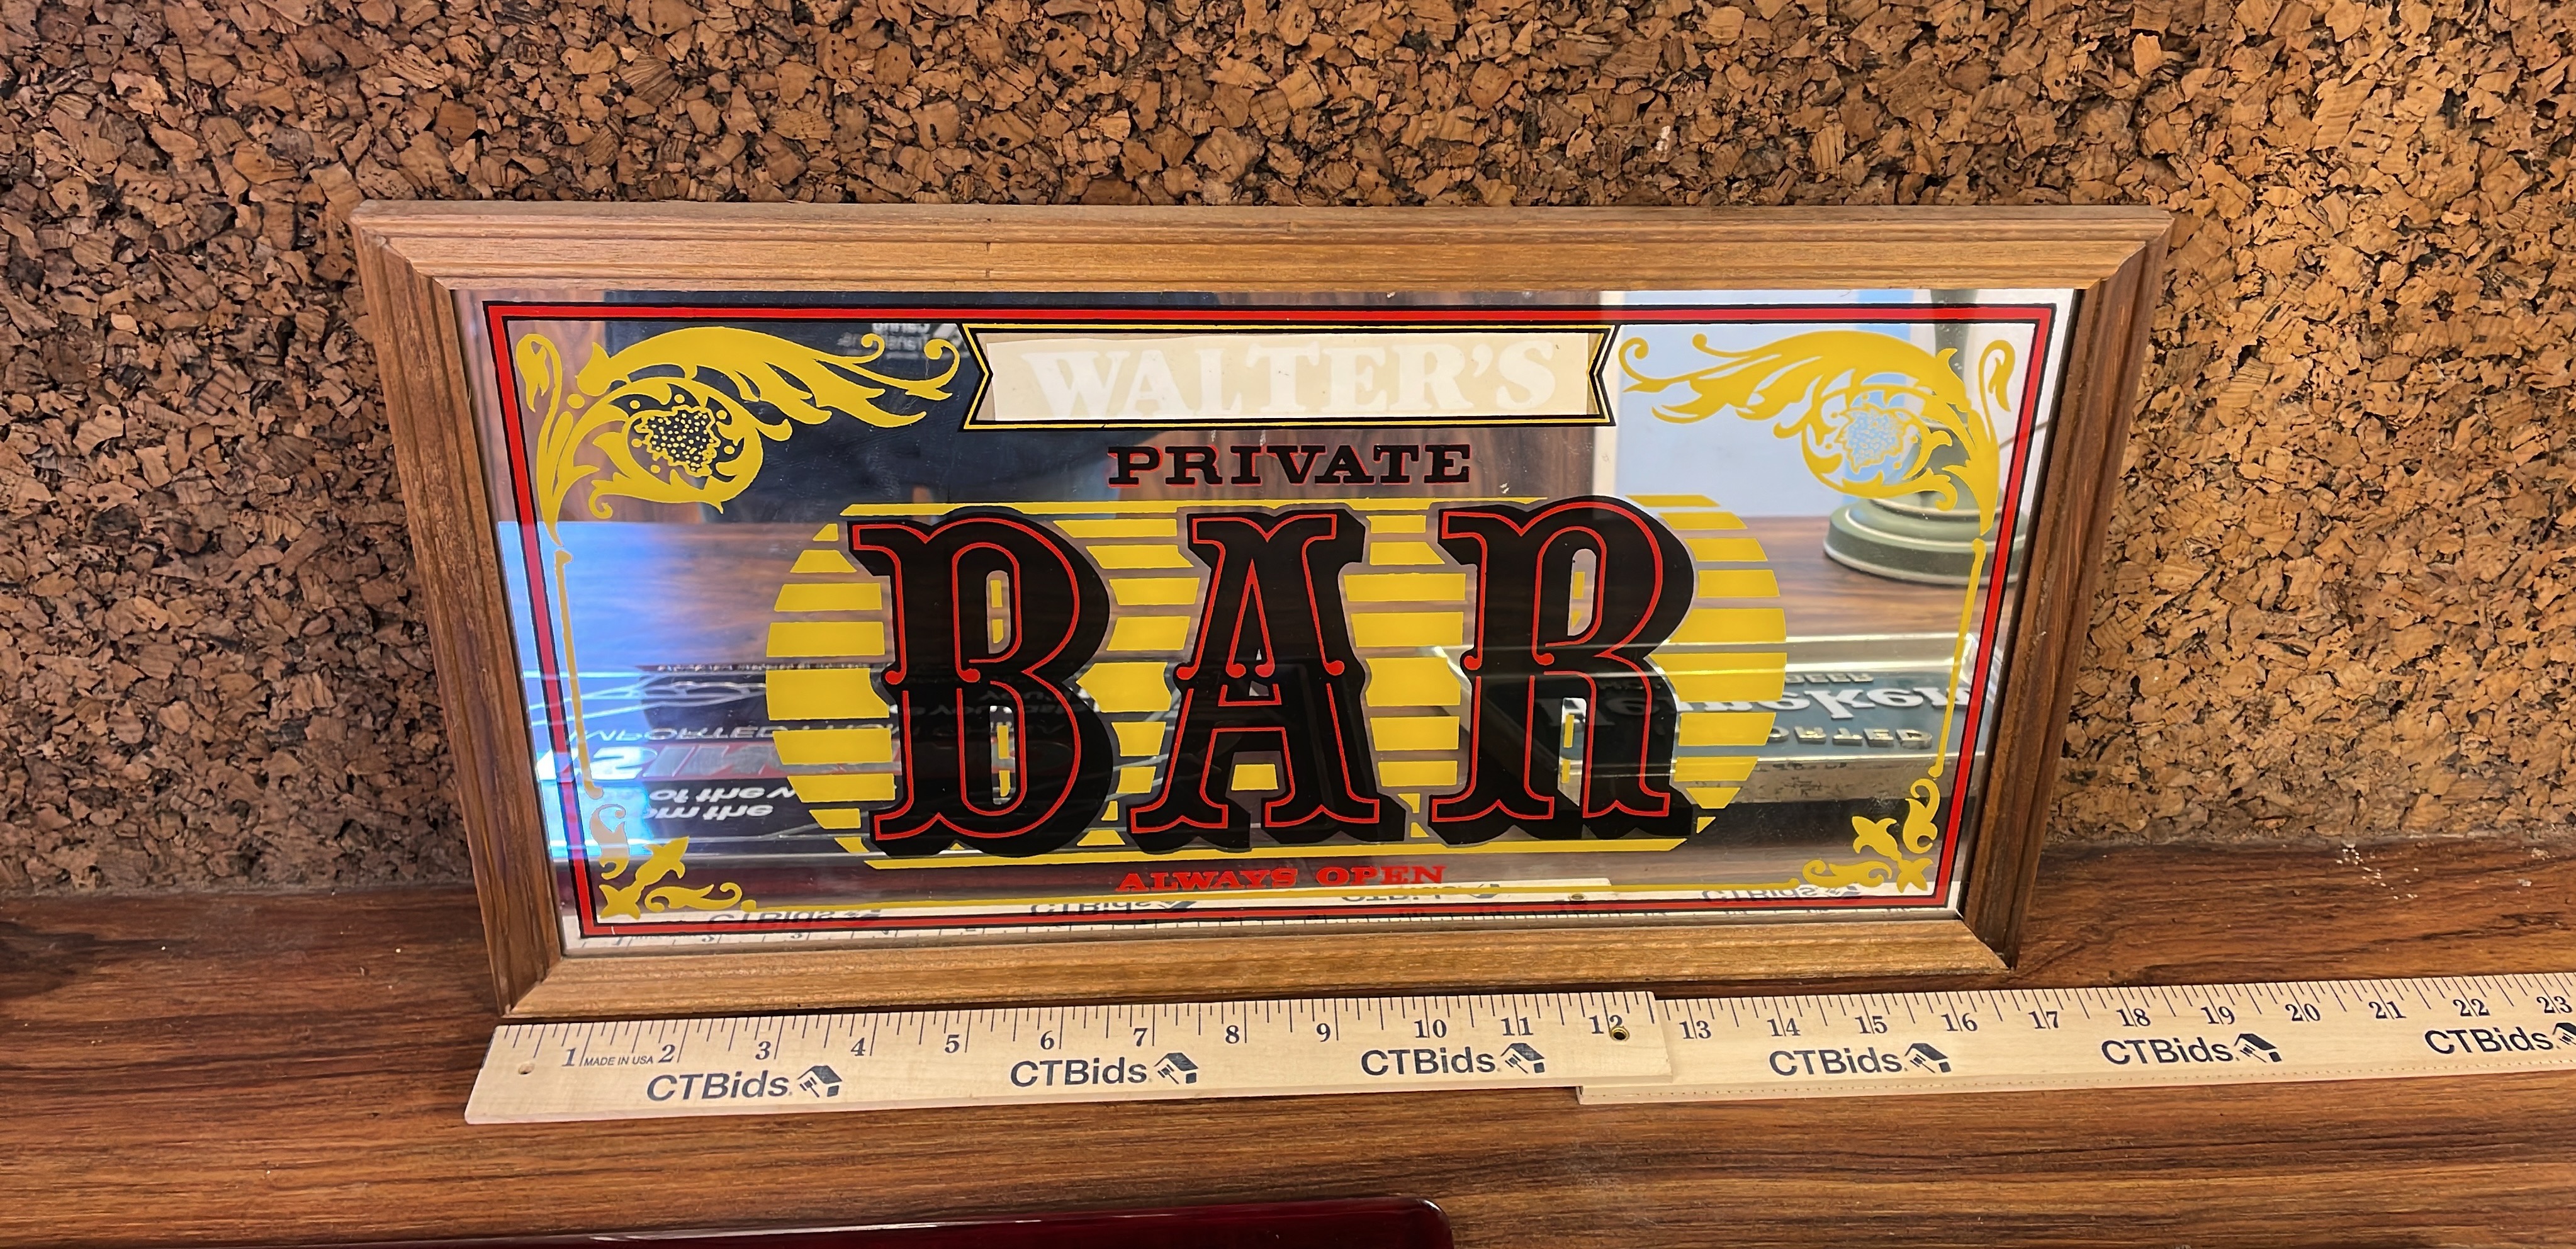 WALTER'S
PRIVATE
BAR
ALWAYS OPEN
Heineken
1 MADE IN USA 2 3 4 5 6 7 8 9 10 11 12 13 14 15 16 17 18 19 20 21 22 23
CTBids CTBids CTBids CTBids CTBids CTBids